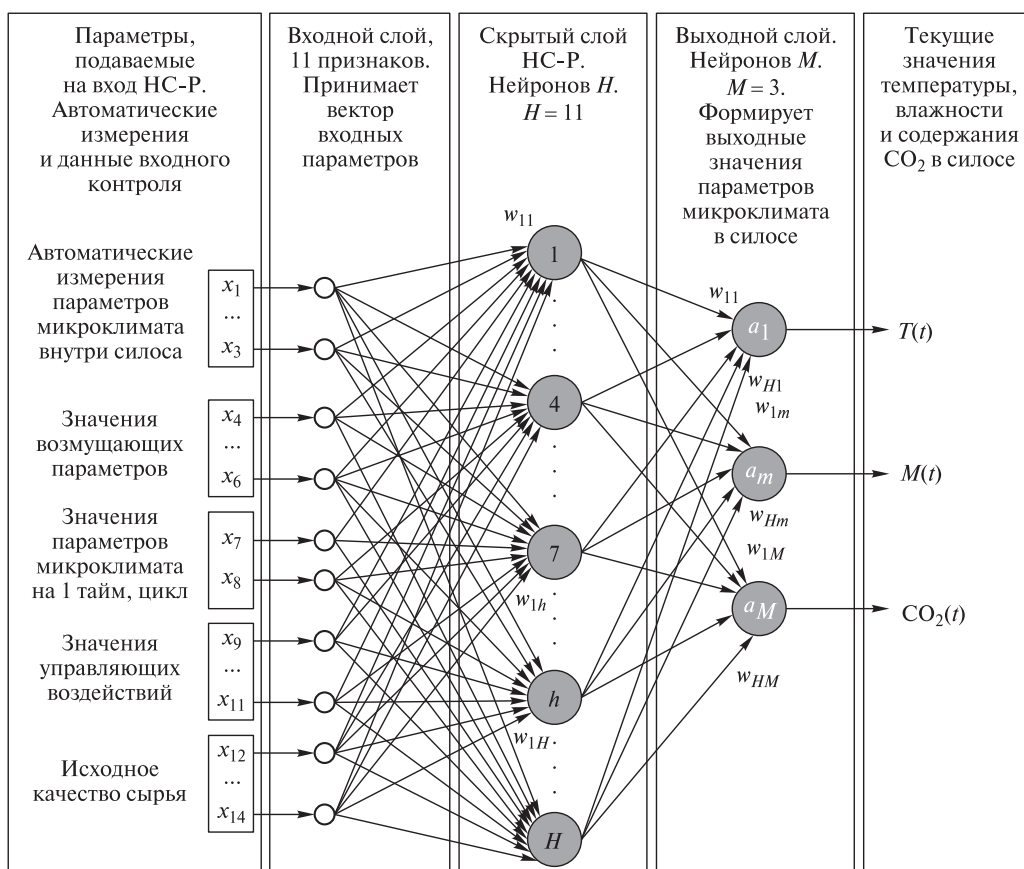 Параметры,
подаваемые
на вход НС-Р.
Автоматические
измерения
и данные входного
контроля
Входной слой,
11 признаков.
Принимает
вектор
входных
параметров
Скрытый слой
НС-Р.
Нейронов H.
H = 11
Выходной слой.
Нейронов M.
M = 3.
Формирует
выходные
значения
параметров
микроклимата
в силосе
Текущие
значения
температуры,
влажности
и содержания
CO₂ в силосе
Автоматические
измерения
параметров
микроклимата
внутри силоса
x₁
...
x₃
Значения
возмущающих
параметров
x₄
...
x₆
Значения
параметров
микроклимата
на 1 тайм, цикл
x₇
x₈
Значения
управляющих
воздействий
x₉
...
x₁₁
Исходное
качество сырья
x₁₂
...
x₁₄
w₁₁
1
4
7
w₁ₕ
h
w₁H
H
w₁₁
a₁
wH₁
w₁ₘ
aₘ
wHₘ
w₁M
aM
wHM
T(t)
M(t)
CO₂(t)